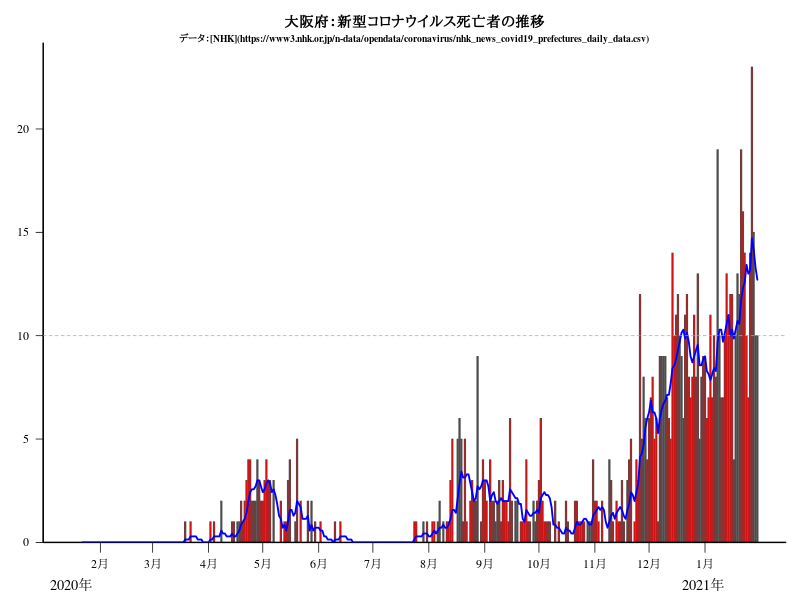 大阪府：新型コロナウイルス死亡者の推移
データ：[NHK](https://www3.nhk.or.jp/n-data/opendata/coronavirus/nhk_news_covid19_prefectures_daily_data.csv)
20
15
10
5
0
2月 3月 4月 5月 6月 7月 8月 9月 10月 11月 12月 1月
2020年 2021年